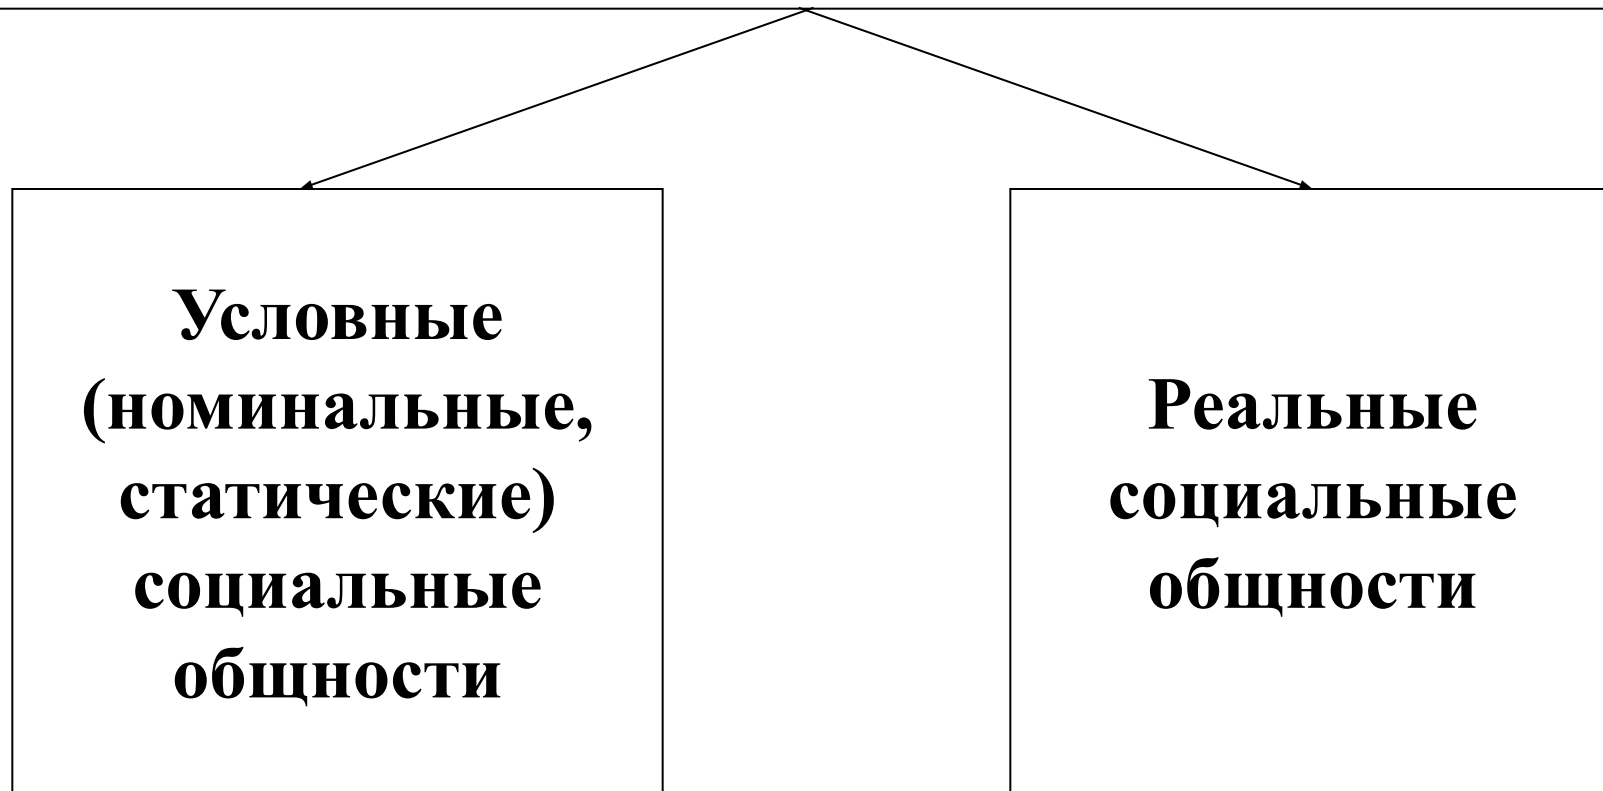 Условные
(номинальные,
статические)
социальные
общности
Реальные
социальные
общности